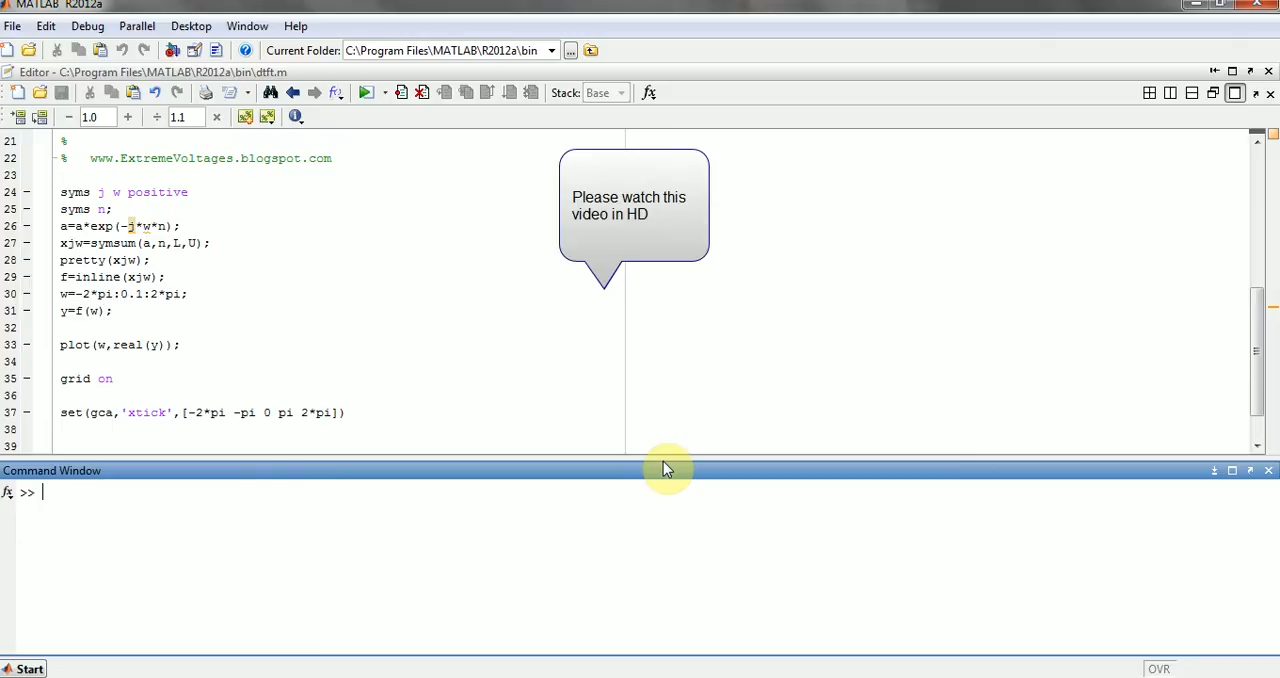 MATLAB R2012a
File Edit Debug Parallel Desktop Window Help
Current Folder: C:\Program Files\MATLAB\R2012a\bin ...
Editor - C:\Program Files\MATLAB\R2012a\bin\dtft.m
Stack: Base fx
− 1.0 + ÷ 1.1 ×
21 %
22 % www.ExtremeVoltages.blogspot.com
23
24 − syms j w positive
25 − syms n;
26 − a=a*exp(-j*w*n);
27 − xjw=symsum(a,n,L,U);
28 − pretty(xjw);
29 − f=inline(xjw);
30 − w=-2*pi:0.1:2*pi;
31 − y=f(w);
32
33 − plot(w,real(y));
34
35 − grid on
36
37 − set(gca,'xtick',[-2*pi -pi 0 pi 2*pi])
38
39
Please watch this
video in HD
Command Window
fx >>
Start
OVR